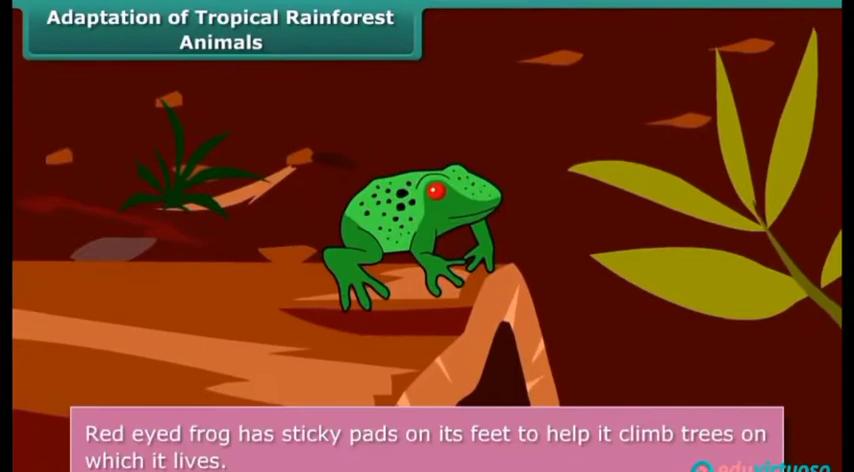 Adaptation of Tropical Rainforest
Animals
Red eyed frog has sticky pads on its feet to help it climb trees on
which it lives.
eduvirtuoso